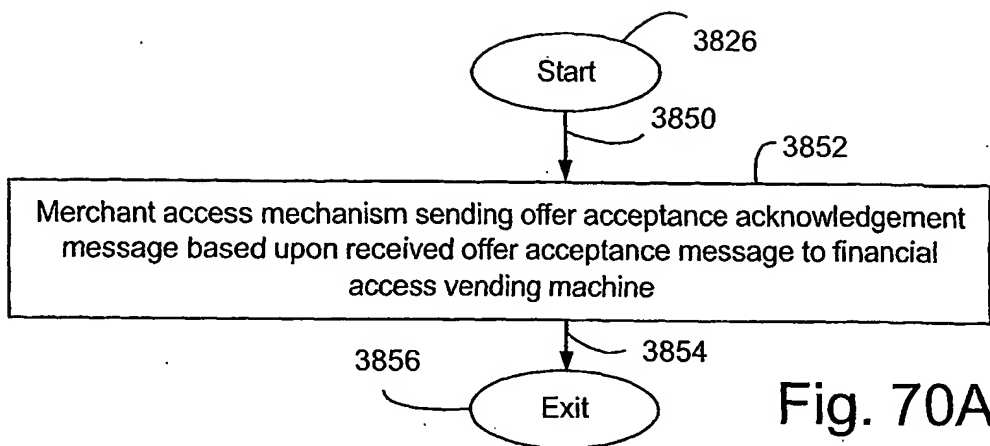 3826
Start
3850
3852
Merchant access mechanism sending offer acceptance acknowledgement
message based upon received offer acceptance message to financial
access vending machine
3856
3854
Exit
Fig. 70A